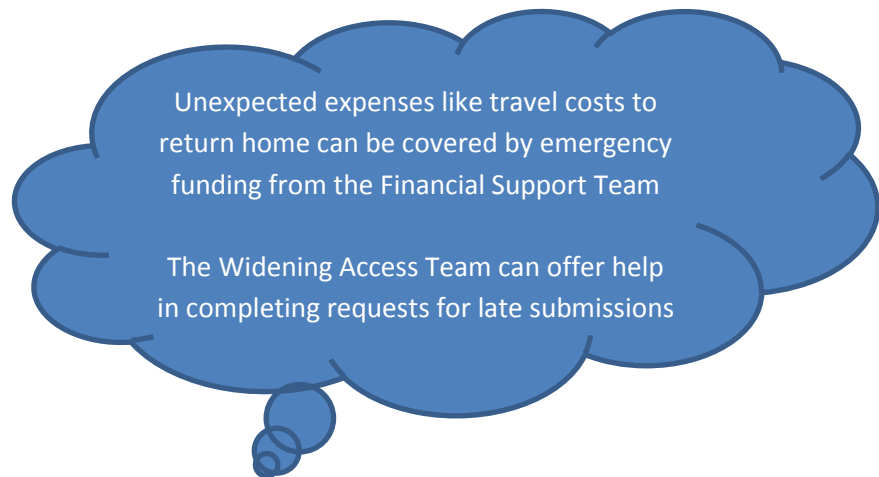 Unexpected expenses like travel costs to
return home can be covered by emergency
funding from the Financial Support Team
The Widening Access Team can offer help
in completing requests for late submissions